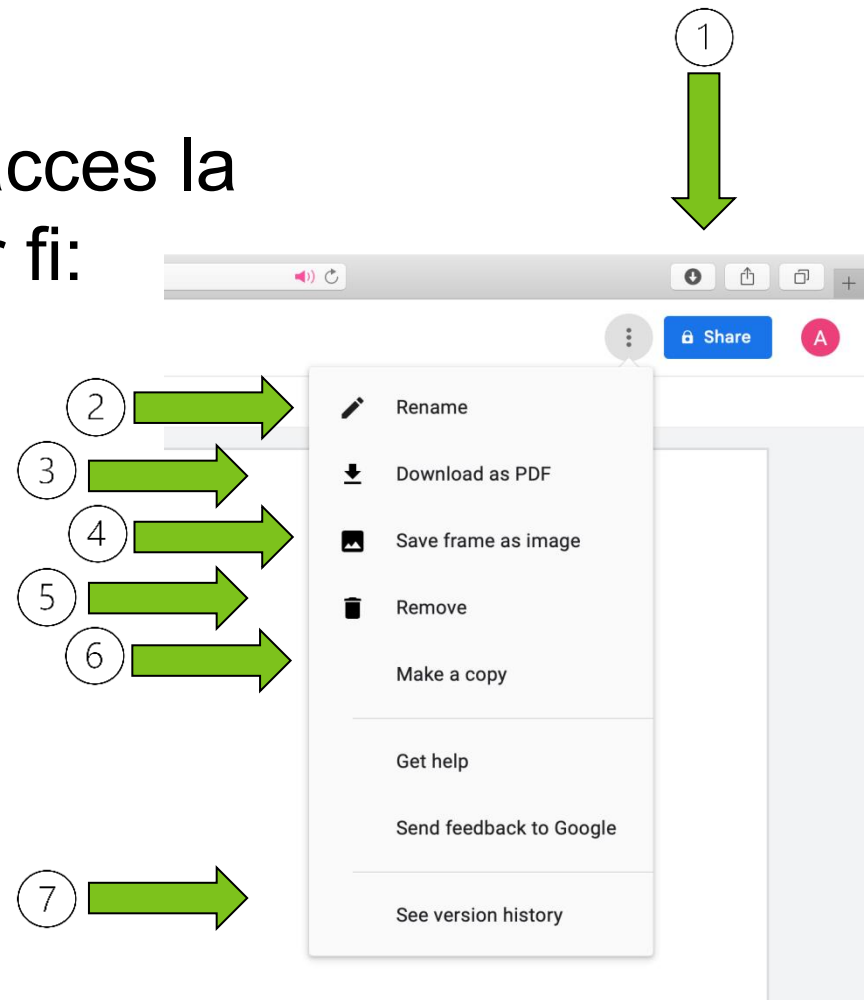 1
acces la
fi:
Share
A
2
Rename
3
Download as PDF
4
Save frame as image
5
Remove
6
Make a copy
Get help
Send feedback to Google
7
See version history